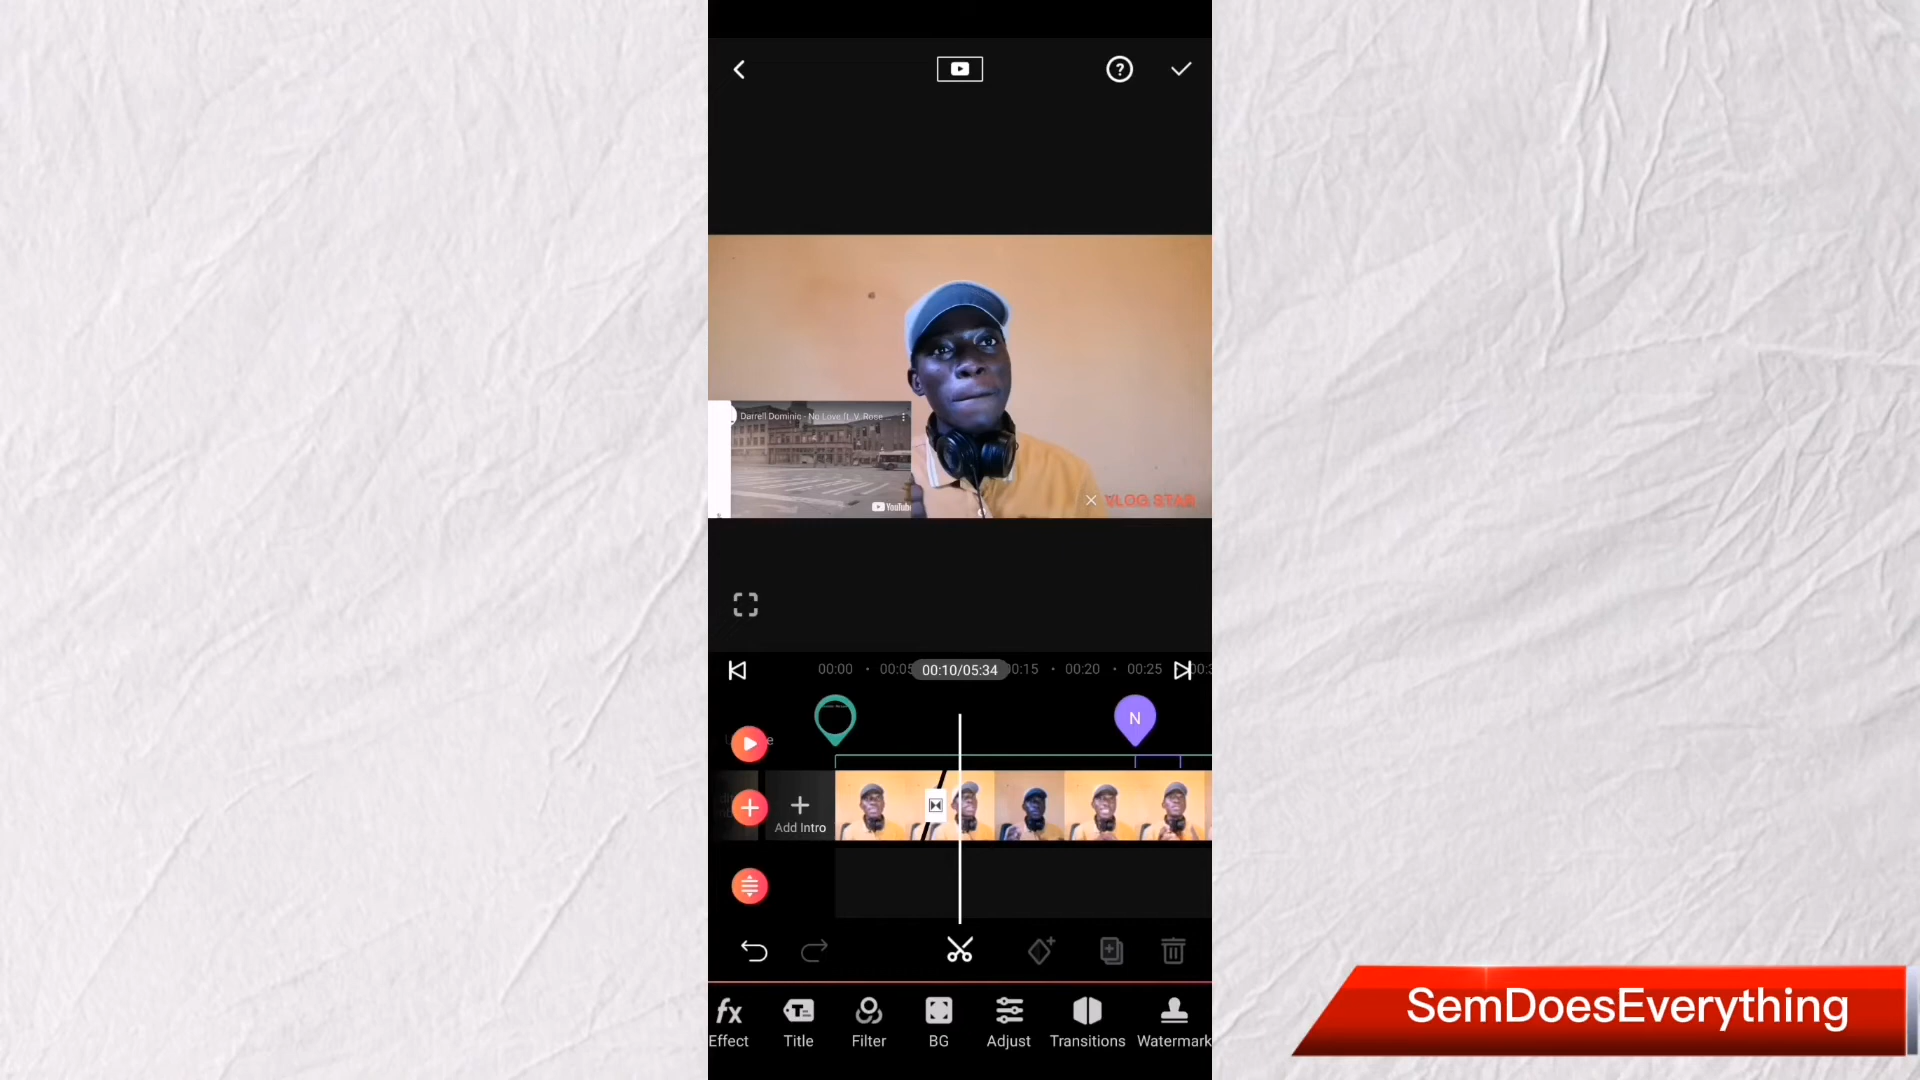 Darrell Dominic - No Love ft. V. Rose
YouTube
VLOG STAR
00:00
00:05
00:10/05:34
00:15
00:20
00:25
N
Add Intro
Effect
Title
Filter
BG
Adjust
Transitions
Watermark
SemDoesEverything